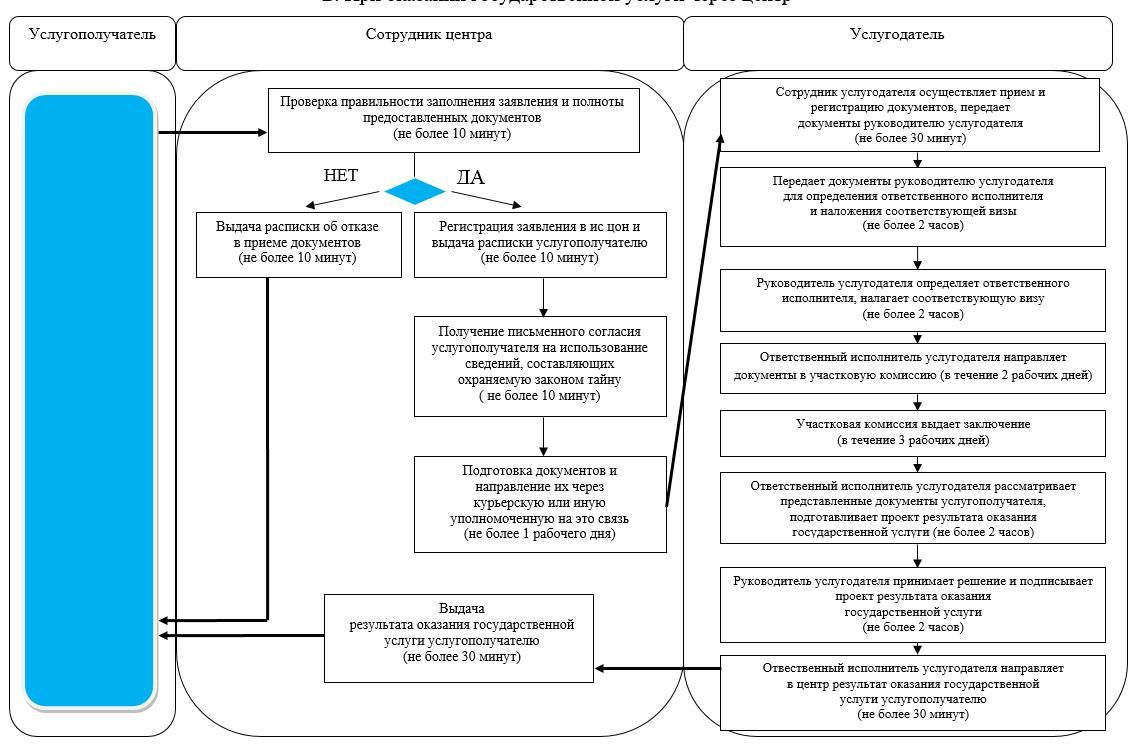 Услугополучатель
Сотрудник центра
Услугодатель
Проверка правильности заполнения заявления и полноты
предоставленных документов
(не более 10 минут)
НЕТ
ДА
Выдача расписки об отказе
в приеме документов
(не более 10 минут)
Регистрация заявления в ис цон и
выдача расписки услугополучателю
(не более 10 минут)
Получение письменного согласия
услугополучателя на использование
сведений, составляющих
охраняемую законом тайну
( не более 10 минут)
Подготовка документов и
направление их через
курьерскую или иную
уполномоченную на это связь
(не более 1 рабочего дня)
Выдача
результата оказания государственной
услуги услугополучателю
(не более 30 минут)
Сотрудник услугодателя осуществляет прием и
регистрацию документов, передает
документы руководителю услугодателя
(не более 30 минут)
Передает документы руководителю услугодателя
для определения ответственного исполнителя
и наложения соответствующей визы
(не более 2 часов)
Руководитель услугодателя определяет ответственного
исполнителя, налагает соответствующую визу
(не более 2 часов)
Ответственный исполнитель услугодателя направляет
документы в участковую комиссию (в течение 2 рабочих дней)
Участковая комиссия выдает заключение
(в течение 3 рабочих дней)
Ответственный исполнитель услугодателя рассматривает
представленные документы услугополучателя,
подготавливает проект результата оказания
государственной услуги (не более 2 часов)
Руководитель услугодателя принимает решение и подписывает
проект результата оказания
государственной услуги
(не более 2 часов)
Отвественный исполнитель услугодателя направляет
в центр результат оказания государственной
услуги услугополучателю
(не более 30 минут)